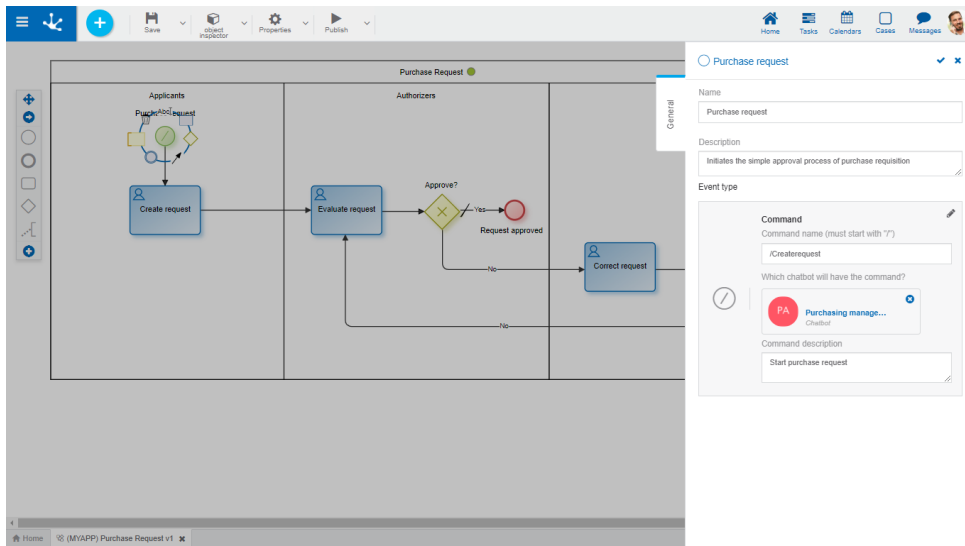 Save
object
inspector
Properties
Publish
Home
Tasks
Calendars
Cases
Messages
Purchase Request
Applicants
Authorizers
Abc
Create request
Evaluate request
Approve?
Yes
Request approved
No
Correct request
No
General
Purchase request
Name
Purchase request
Description
Initiates the simple approval process of purchase requisition
Event type
Command
Command name (must start with "/")
/Createrequest
Which chatbot will have the command?
PA
Purchasing manage...
Chatbot
Command description
Start purchase request
Home
(MYAPP) Purchase Request v1